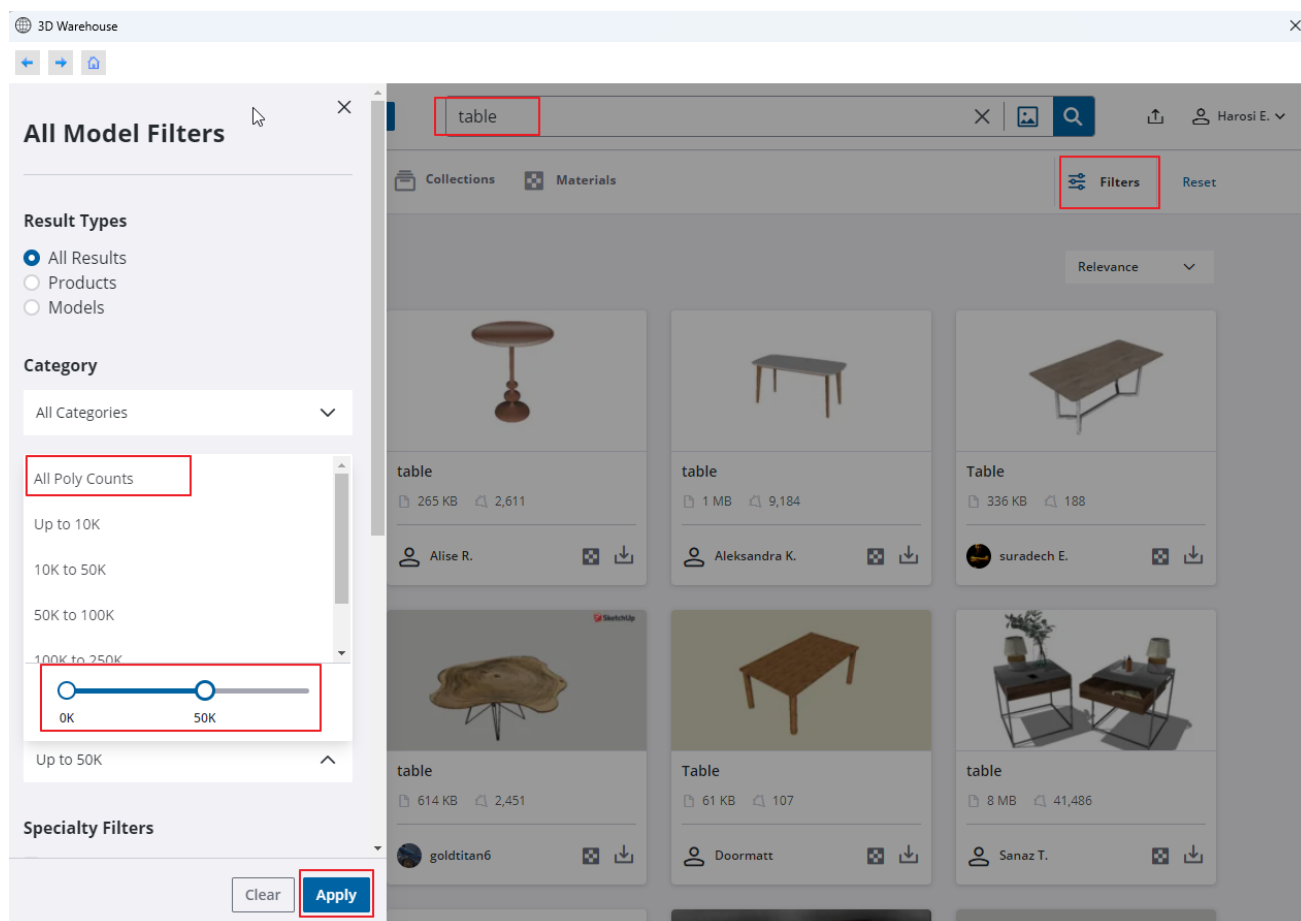 3D Warehouse
All Model Filters
Result Types
All Results
Products
Models
Category
All Categories
All Poly Counts
Up to 10K
10K to 50K
50K to 100K
100K to 250K
0K 50K
Up to 50K
Specialty Filters
Clear Apply
table
Harosi E.
Collections Materials
Filters Reset
Relevance
table
265 KB 2,611
Alise R.
table
1 MB 9,184
Aleksandra K.
Table
336 KB 188
suradech E.
SketchUp
table
614 KB 2,451
goldtitan6
Table
61 KB 107
Doormatt
table
8 MB 41,486
Sanaz T.